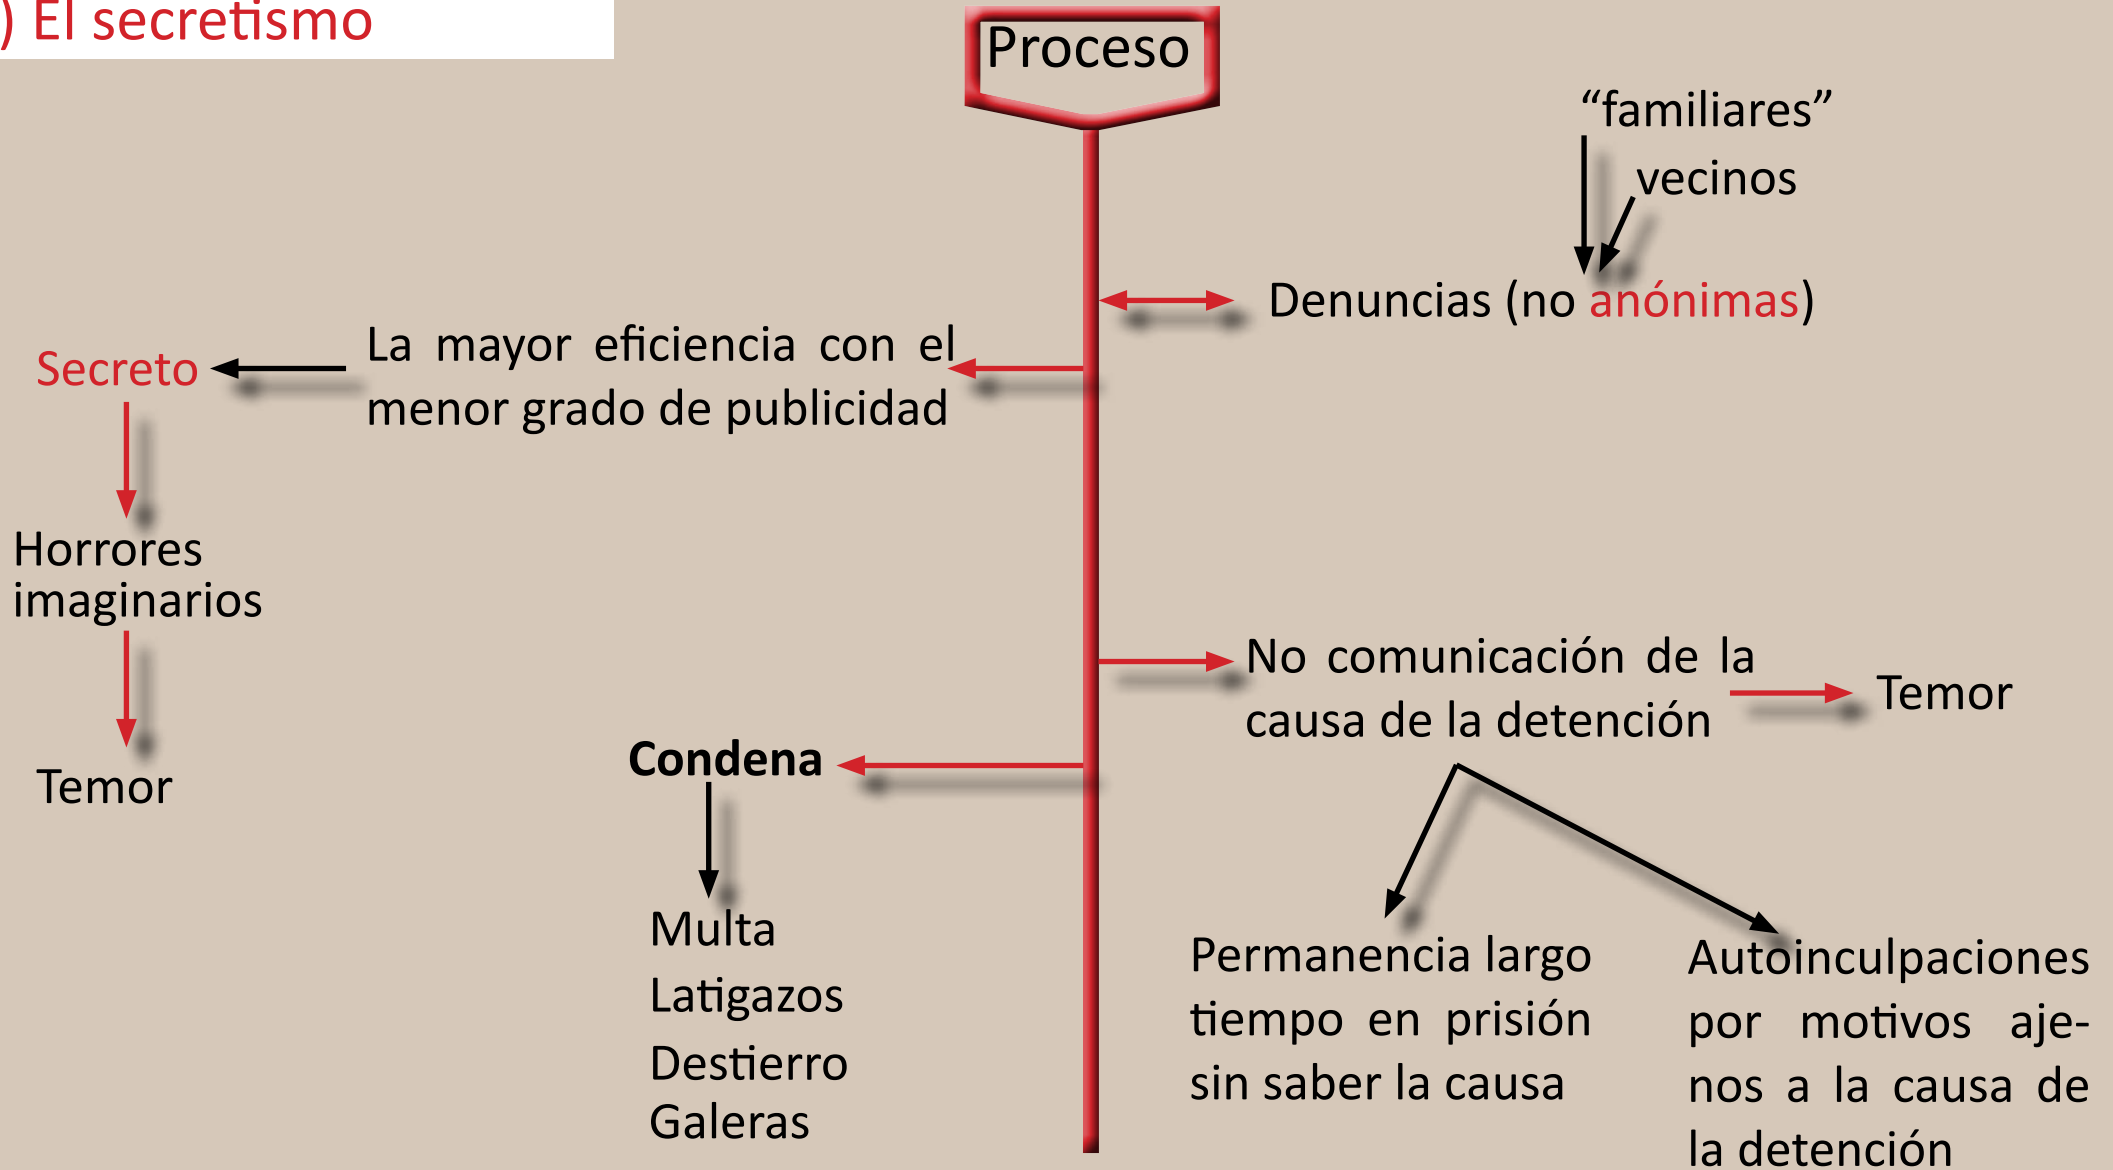 ) El secretismo
Proceso
“familiares”
vecinos
Denuncias (no anónimas)
La mayor eficiencia con el
menor grado de publicidad
Secreto
Horrores
imaginarios
Temor
No comunicación de la
causa de la detención
Temor
Condena
Multa
Latigazos
Destierro
Galeras
Permanencia largo
tiempo en prisión
sin saber la causa
Autoinculpaciones
por motivos aje-
nos a la causa de
la detención